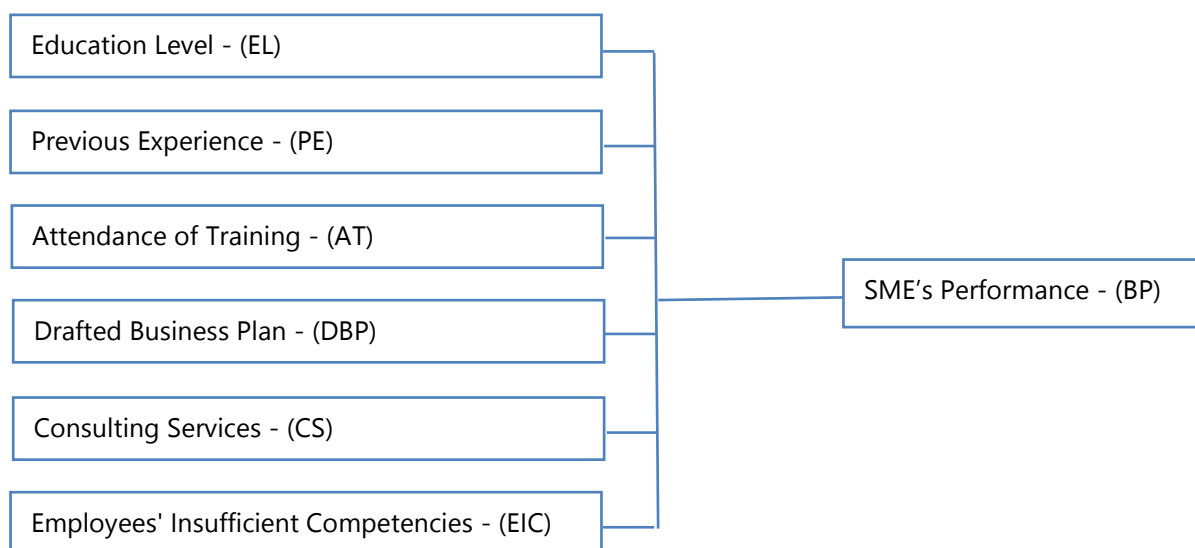 Education Level - (EL)
Previous Experience - (PE)
Attendance of Training - (AT)
SME’s Performance - (BP)
Drafted Business Plan - (DBP)
Consulting Services - (CS)
Employees' Insufficient Competencies - (EIC)